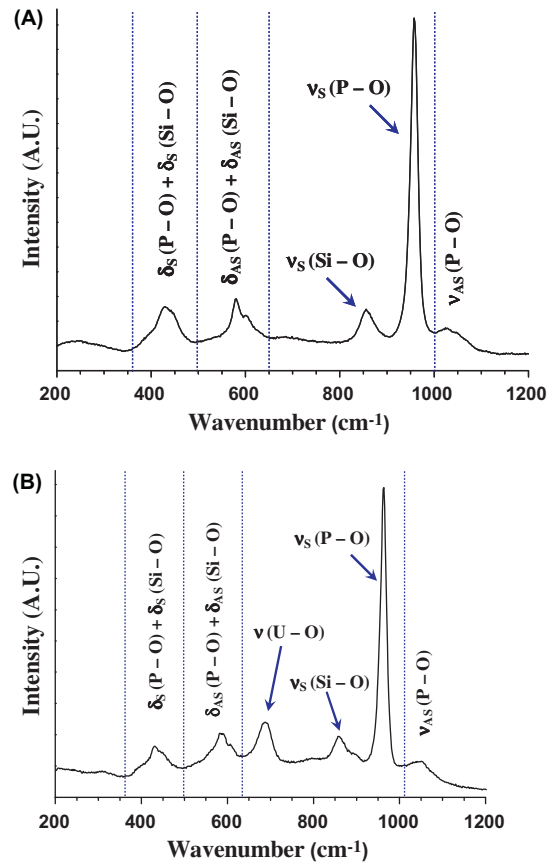 (A)
Intensity (A.U.)
δS (P – O) + δS (Si – O)
δAS (P – O) + δAS (Si – O)
νS (P – O)
νS (Si – O)
νAS (P – O)
200 400 600 800 1000 1200
Wavenumber (cm-1)
(B)
Intensity (A.U.)
δS (P – O) + δS (Si – O)
δAS (P – O) + δAS (Si – O)
νS (P – O)
ν (U – O)
νS (Si – O)
νAS (P – O)
200 400 600 800 1000 1200
Wavenumber (cm-1)